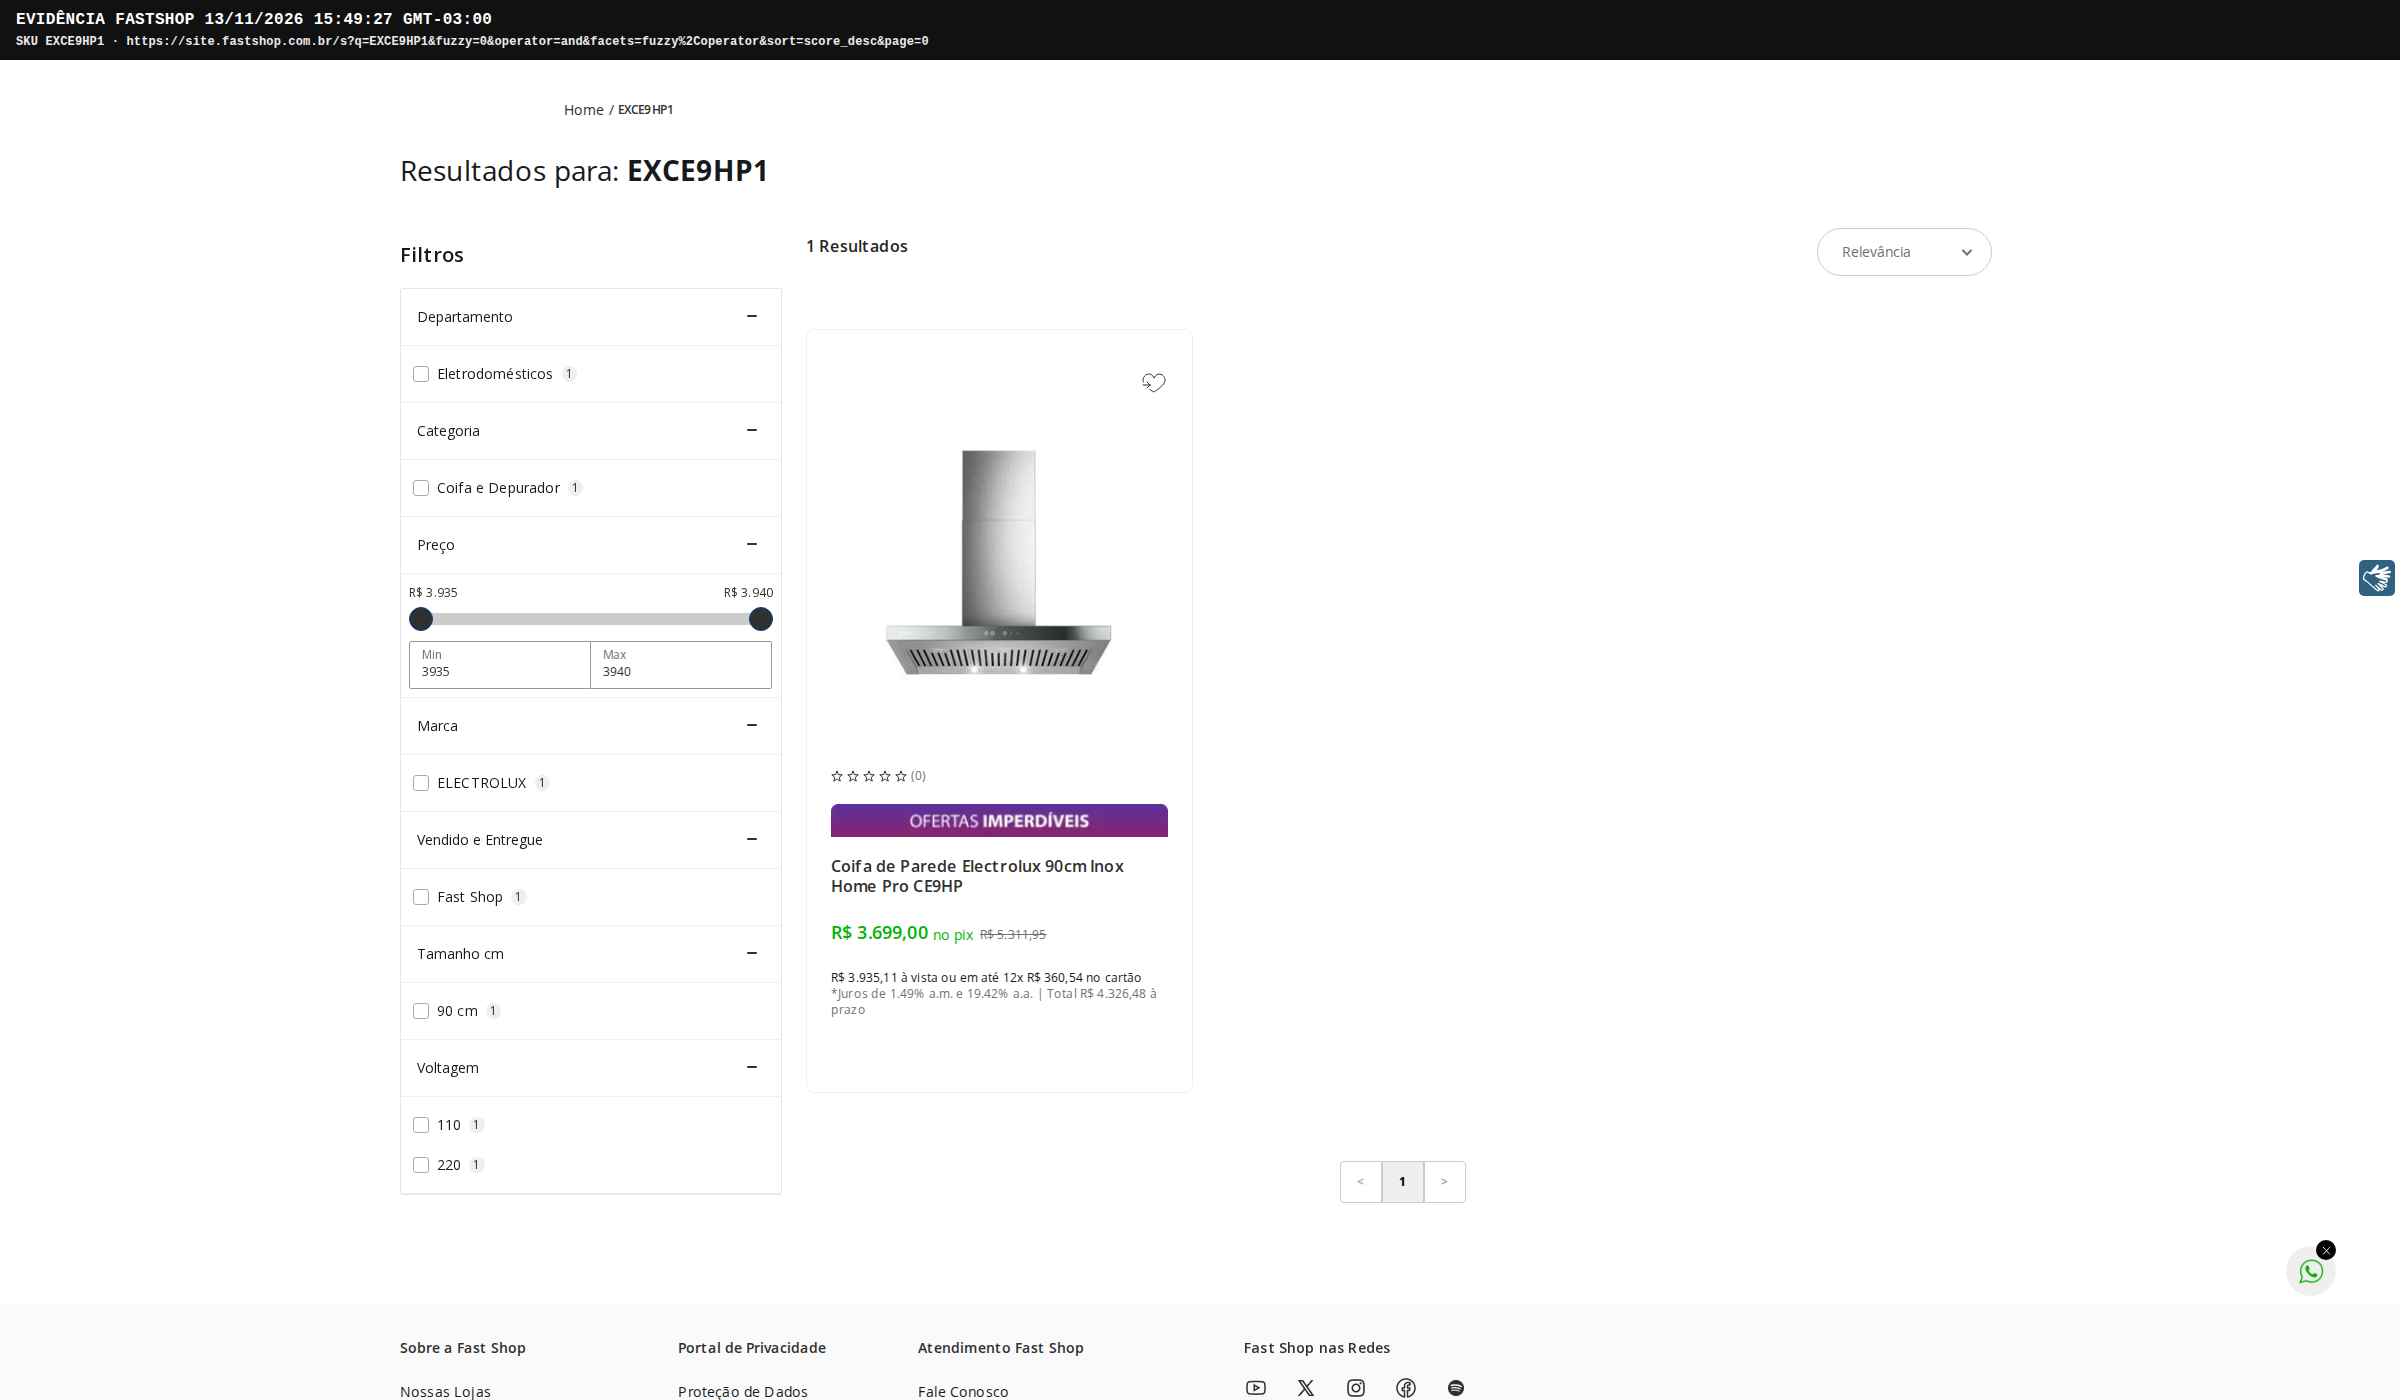 EVIDÊNCIA FASTSHOP 13/11/2026 15:49:27 GMT-03:00
SKU EXCE9HP1 · https://site.fastshop.com.br/s?q=EXCE9HP1&fuzzy=0&operator=and&facets=fuzzy%2Coperator&sort=score_desc&page=0
Home / EXCE9HP1
Resultados para: EXCE9HP1
Filtros
Departamento
Eletrodomésticos 1
Categoria
Coifa e Depurador 1
Preço
R$ 3.935 R$ 3.940
Min Max
3935 3940
Marca
ELECTROLUX 1
Vendido e Entregue
Fast Shop 1
Tamanho cm
90 cm 1
Voltagem
110 1
220 1
1 Resultados
Relevância
(0)
OFERTAS IMPERDÍVEIS
Coifa de Parede Electrolux 90cm Inox
Home Pro CE9HP
R$ 3.699,00 no pix R$ 5.311,95
R$ 3.935,11 à vista ou em até 12x R$ 360,54 no cartão
*Juros de 1.49% a.m. e 19.42% a.a. | Total R$ 4.326,48 à
prazo
< 1 >
Sobre a Fast Shop
Nossas Lojas
Portal de Privacidade
Proteção de Dados
Atendimento Fast Shop
Fale Conosco
Fast Shop nas Redes